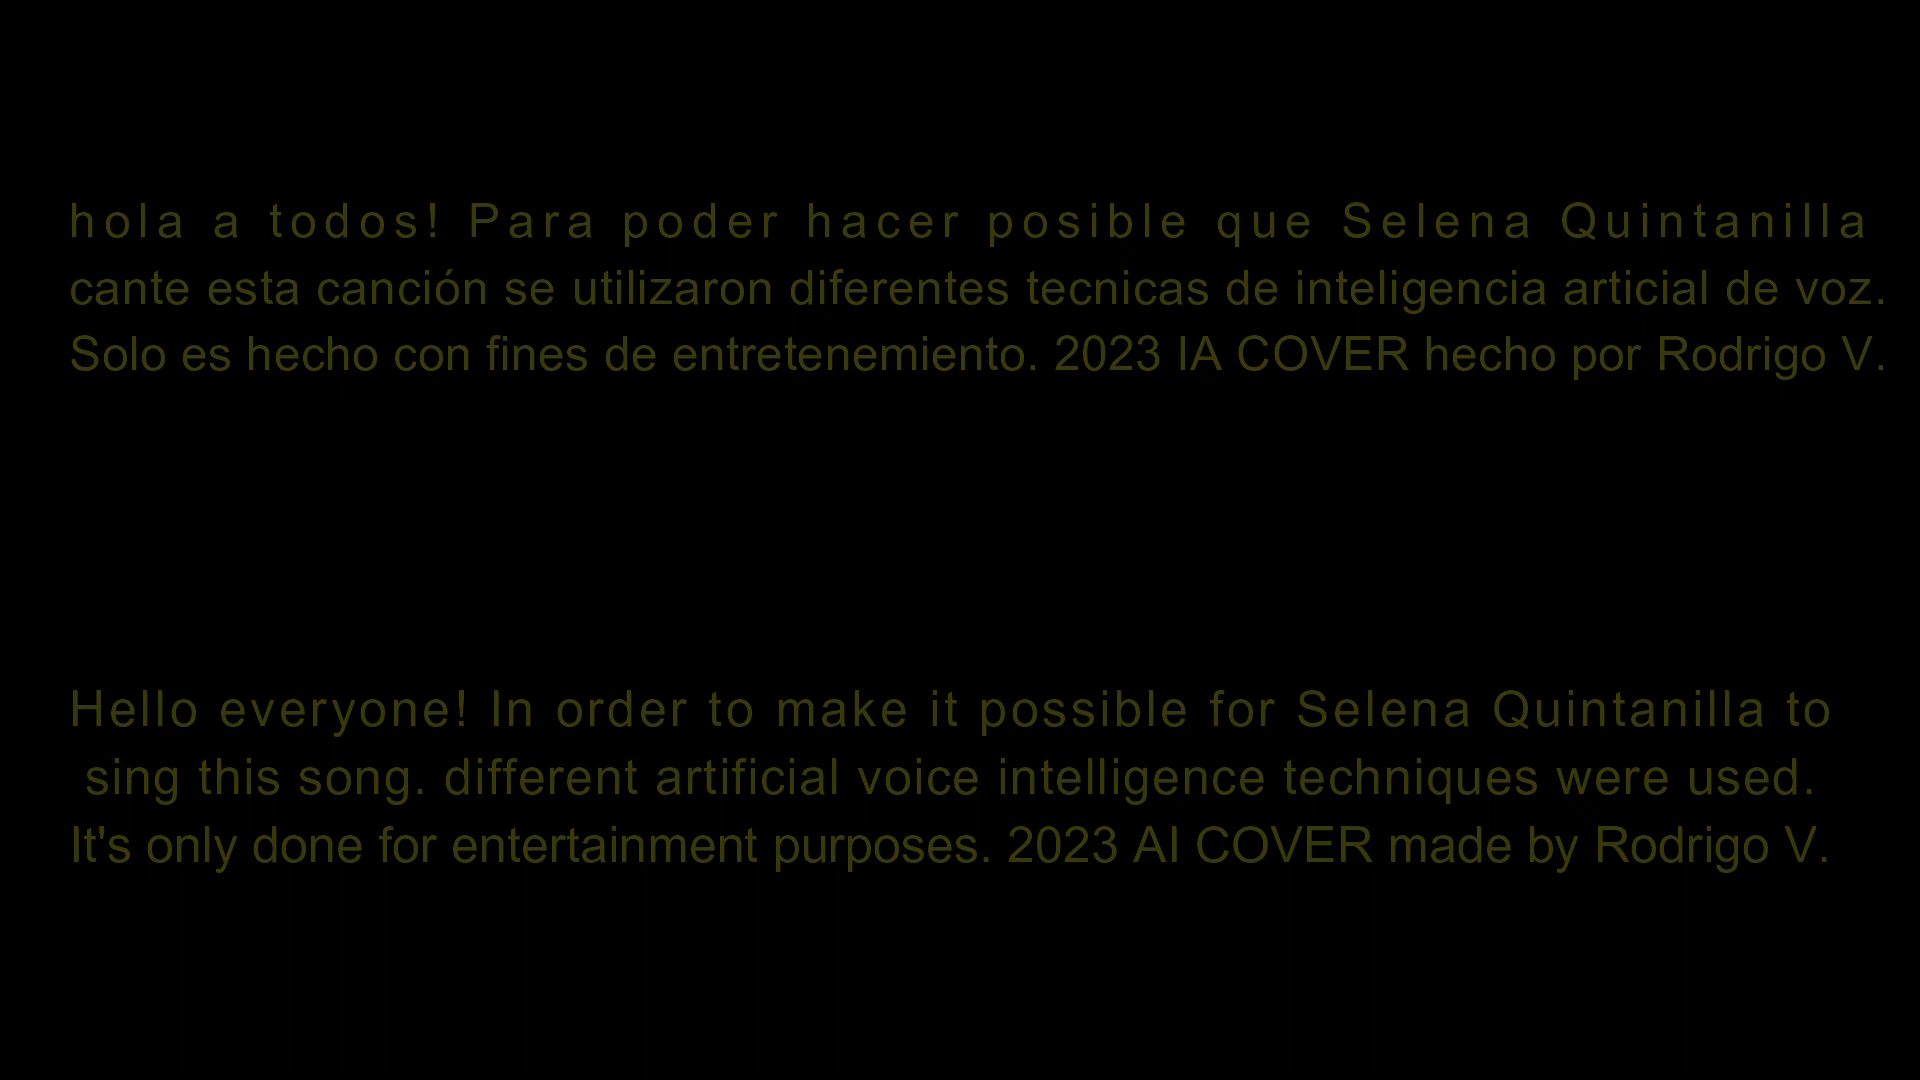 hola a todos! Para poder hacer posible que Selena Quintanilla
cante esta canción se utilizaron diferentes tecnicas de inteligencia articial de voz.
Solo es hecho con fines de entretenemiento. 2023 IA COVER hecho por Rodrigo V.
Hello everyone! In order to make it possible for Selena Quintanilla to
sing this song. different artificial voice intelligence techniques were used.
It's only done for entertainment purposes. 2023 AI COVER made by Rodrigo V.